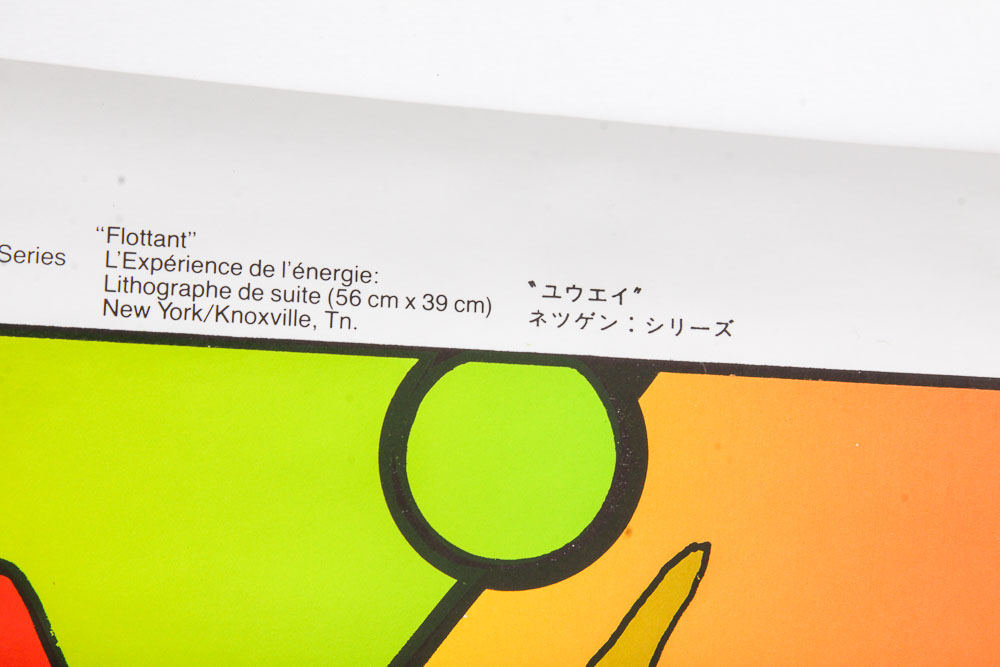 Series
“Flottant”
L’Expérience de l’énergie:
Lithographe de suite (56 cm x 39 cm)
New York/Knoxville, Tn.
〝ユウエイ〞
ネツゲン：シリーズ